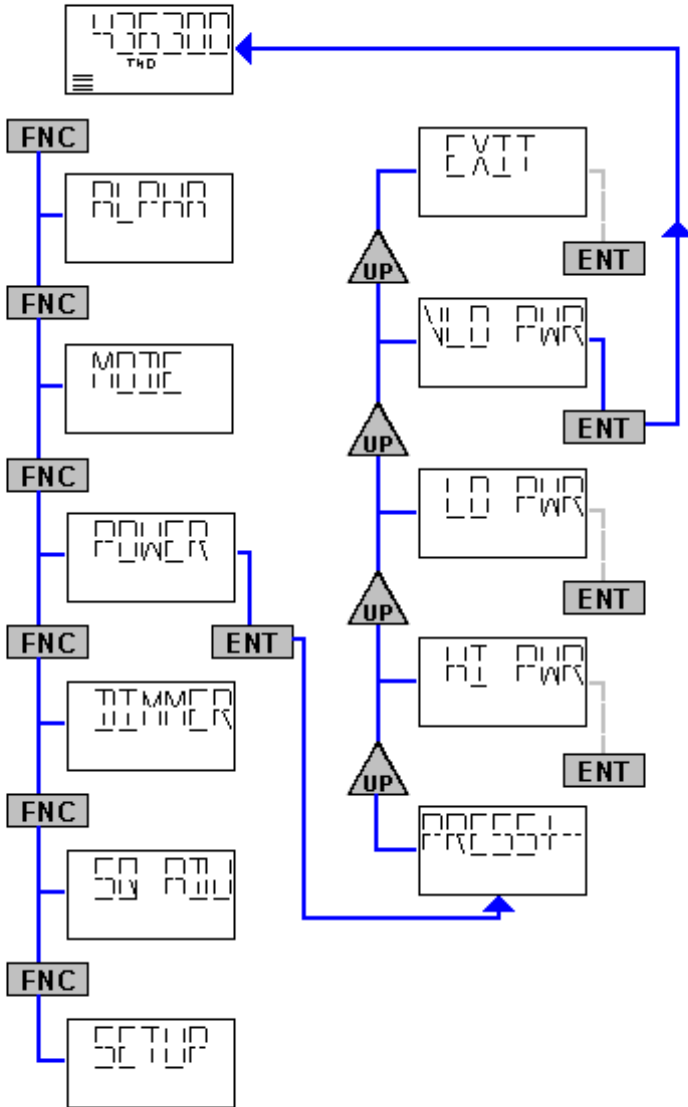 436300
TWO
FNC
ALPHA
FNC
MODE
FNC
POWER
FNC
ENT
DIMMER
FNC
SQ ADJ
FNC
SETUP
EXIT
UP
ENT
VLO PWR
UP
ENT
LO PWR
UP
ENT
HI PWR
UP
ENT
PRESS+-